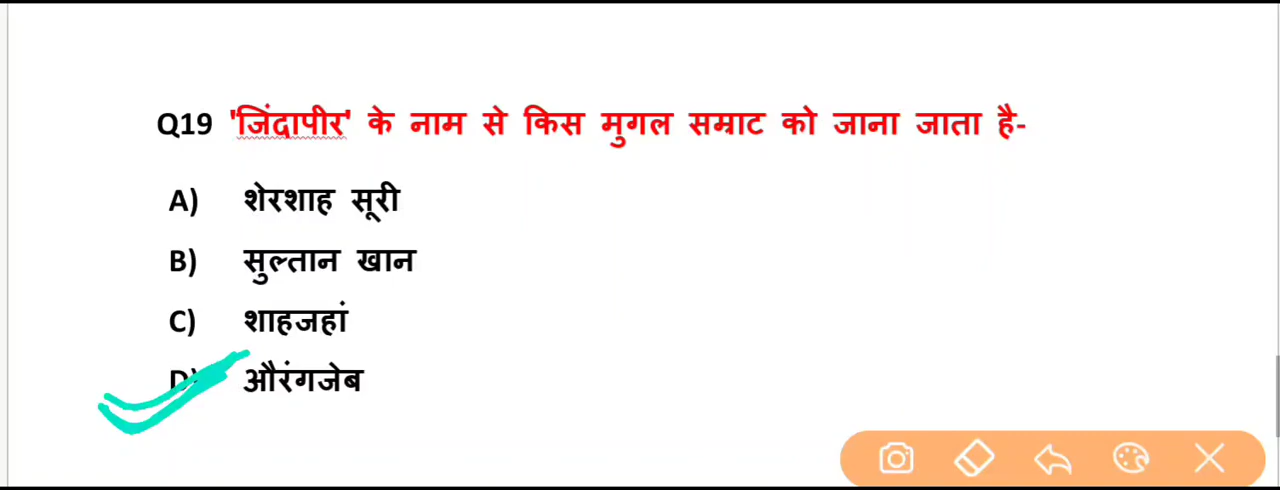 Q19 'जिंदापीर' के नाम से किस मुगल सम्राट को जाना जाता है-
A) शेरशाह सूरी
B) सुल्तान खान
C) शाहजहां
D) औरंगजेब